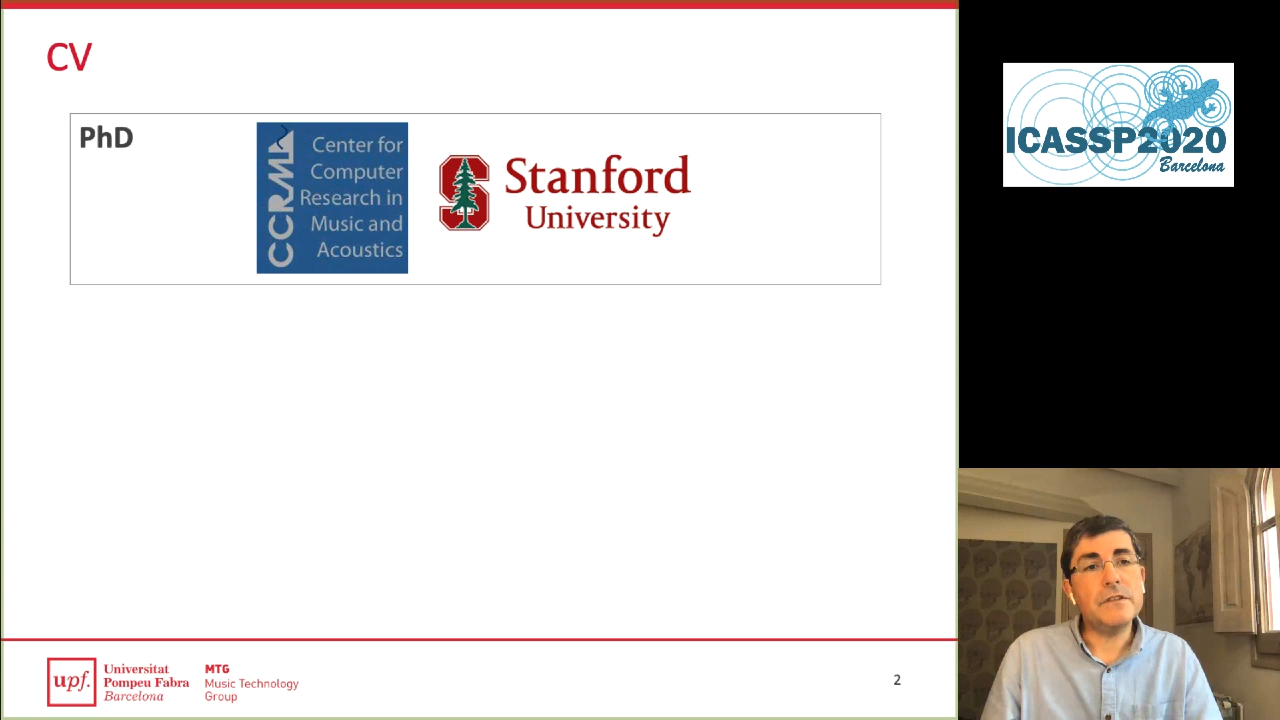 CV
PhD
CCRMA
Center for
Computer
Research in
Music and
Acoustics
Stanford
University
ICASSP2020
Barcelona
upf.
Universitat
Pompeu Fabra
Barcelona
MTG
Music Technology
Group
2